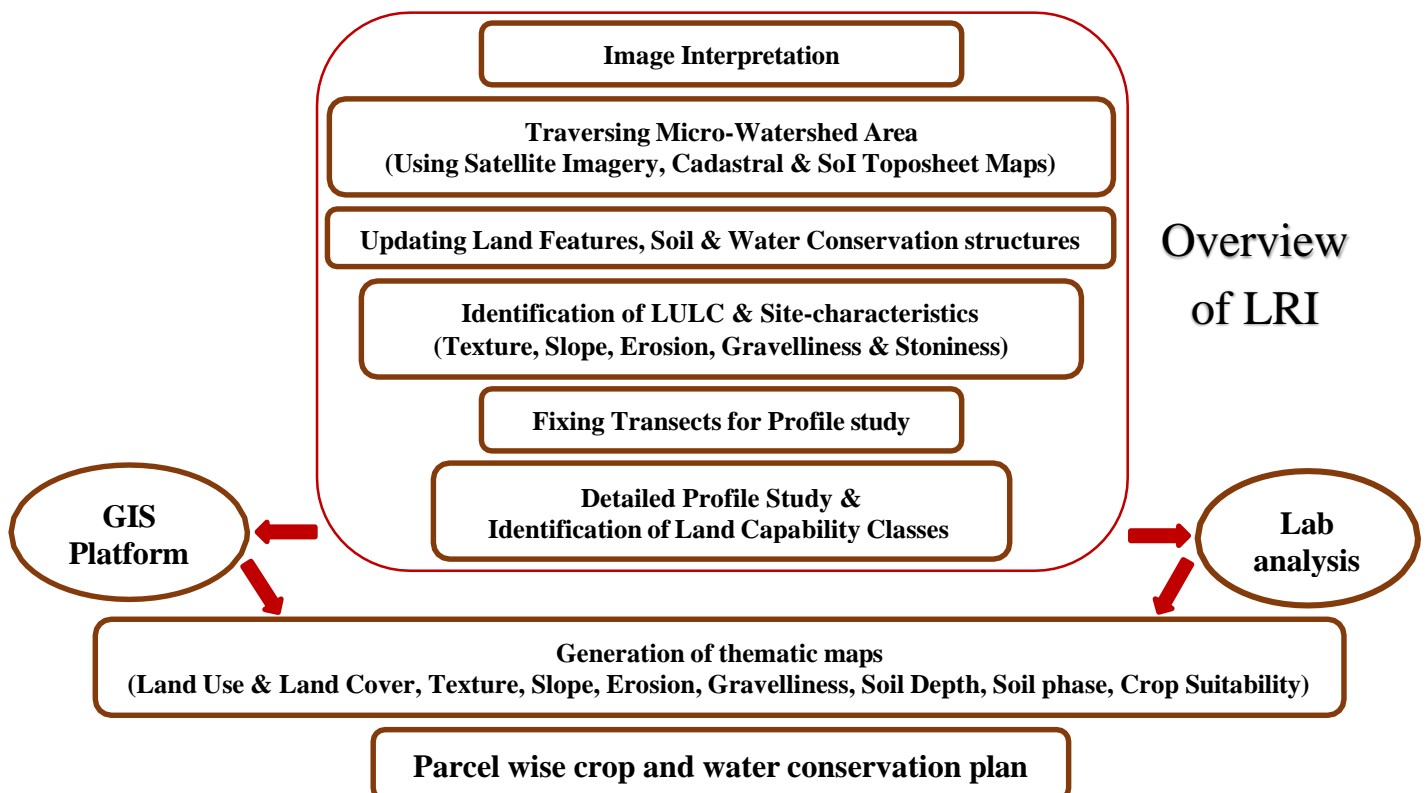 Image Interpretation
Traversing Micro-Watershed Area
(Using Satellite Imagery, Cadastral & SoI Toposheet Maps)
Updating Land Features, Soil & Water Conservation structures
Overview
of LRI
Identification of LULC & Site-characteristics
(Texture, Slope, Erosion, Gravelliness & Stoniness)
Fixing Transects for Profile study
Detailed Profile Study &
Identification of Land Capability Classes
GIS
Platform
Lab
analysis
Generation of thematic maps
(Land Use & Land Cover, Texture, Slope, Erosion, Gravelliness, Soil Depth, Soil phase, Crop Suitability)
Parcel wise crop and water conservation plan